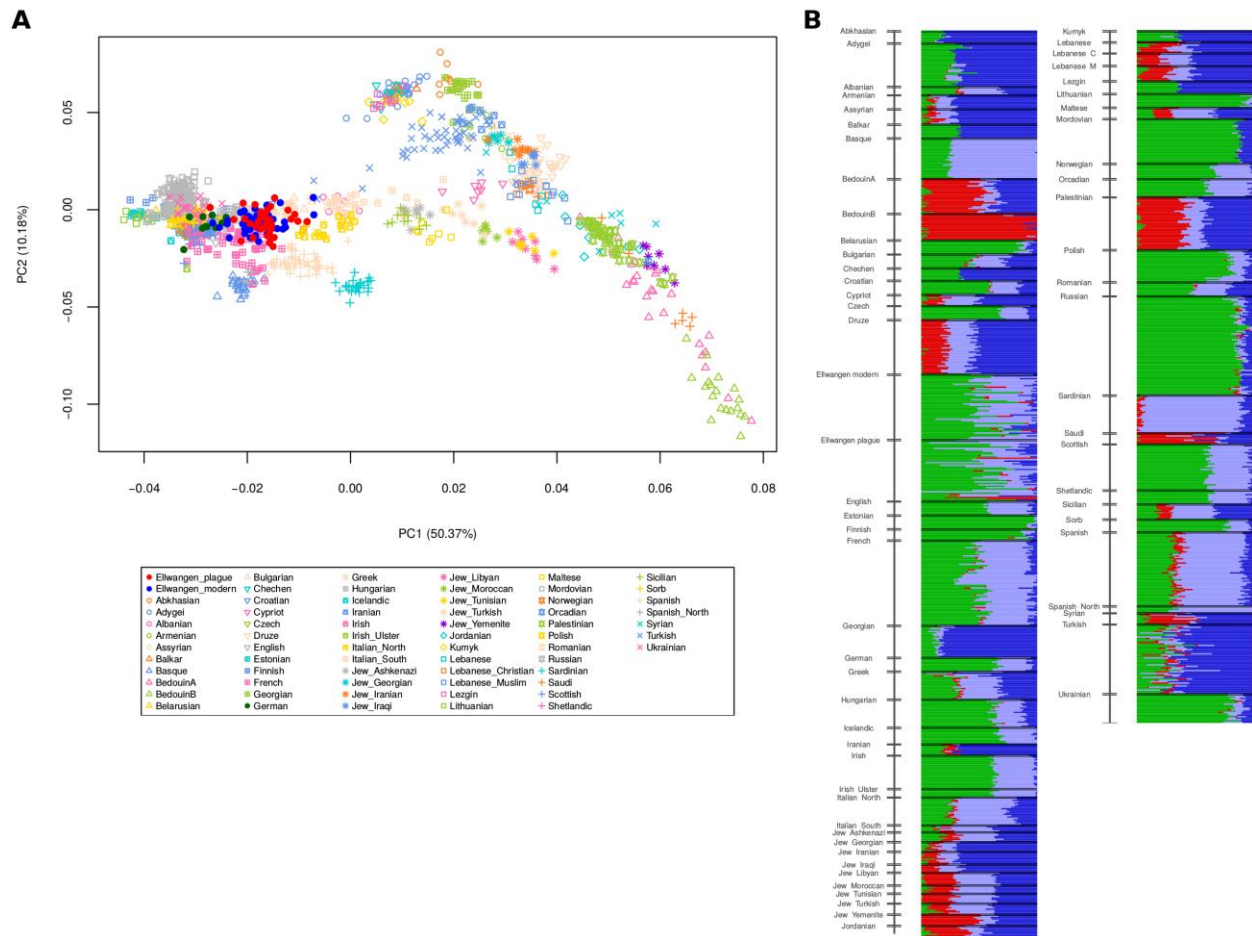 A
B
0.05
0.00
−0.05
−0.10
PC2 (10.18%)
−0.04
−0.02
0.00
0.02
0.04
0.06
0.08
PC1 (50.37%)
Ellwangen_plague
Ellwangen_modern
Abkhasian
Adygei
Albanian
Armenian
Assyrian
Balkar
Basque
BedouinA
BedouinB
Belarusian
Bulgarian
Chechen
Croatian
Cypriot
Czech
Druze
English
Estonian
Finnish
French
Georgian
German
Greek
Hungarian
Icelandic
Iranian
Irish
Irish_Ulster
Italian_North
Italian_South
Jew_Ashkenazi
Jew_Georgian
Jew_Iranian
Jew_Iraqi
Jew_Libyan
Jew_Moroccan
Jew_Tunisian
Jew_Turkish
Jew_Yemenite
Jordanian
Kumyk
Lebanese
Lebanese_Christian
Lebanese_Muslim
Lezgin
Lithuanian
Maltese
Mordovian
Norwegian
Orcadian
Palestinian
Polish
Romanian
Russian
Sardinian
Saudi
Scottish
Shetlandic
Sicilian
Sorb
Spanish
Spanish_North
Syrian
Turkish
Ukrainian
Abkhasian
Adygei
Albanian
Armenian
Assyrian
Balkar
Basque
BedouinA
BedouinB
Belarusian
Bulgarian
Chechen
Croatian
Cypriot
Czech
Druze
Ellwangen modern
Ellwangen plague
English
Estonian
Finnish
French
Georgian
German
Greek
Hungarian
Icelandic
Iranian
Irish
Irish Ulster
Italian North
Italian South
Jew Ashkenazi
Jew Georgian
Jew Iranian
Jew Iraqi
Jew Libyan
Jew Moroccan
Jew Tunisian
Jew Turkish
Jew Yemenite
Jordanian
Kumyk
Lebanese
Lebanese C
Lebanese M
Lezgin
Lithuanian
Maltese
Mordovian
Norwegian
Orcadian
Palestinian
Polish
Romanian
Russian
Sardinian
Saudi
Scottish
Shetlandic
Sicilian
Sorb
Spanish
Spanish North
Syrian
Turkish
Ukrainian